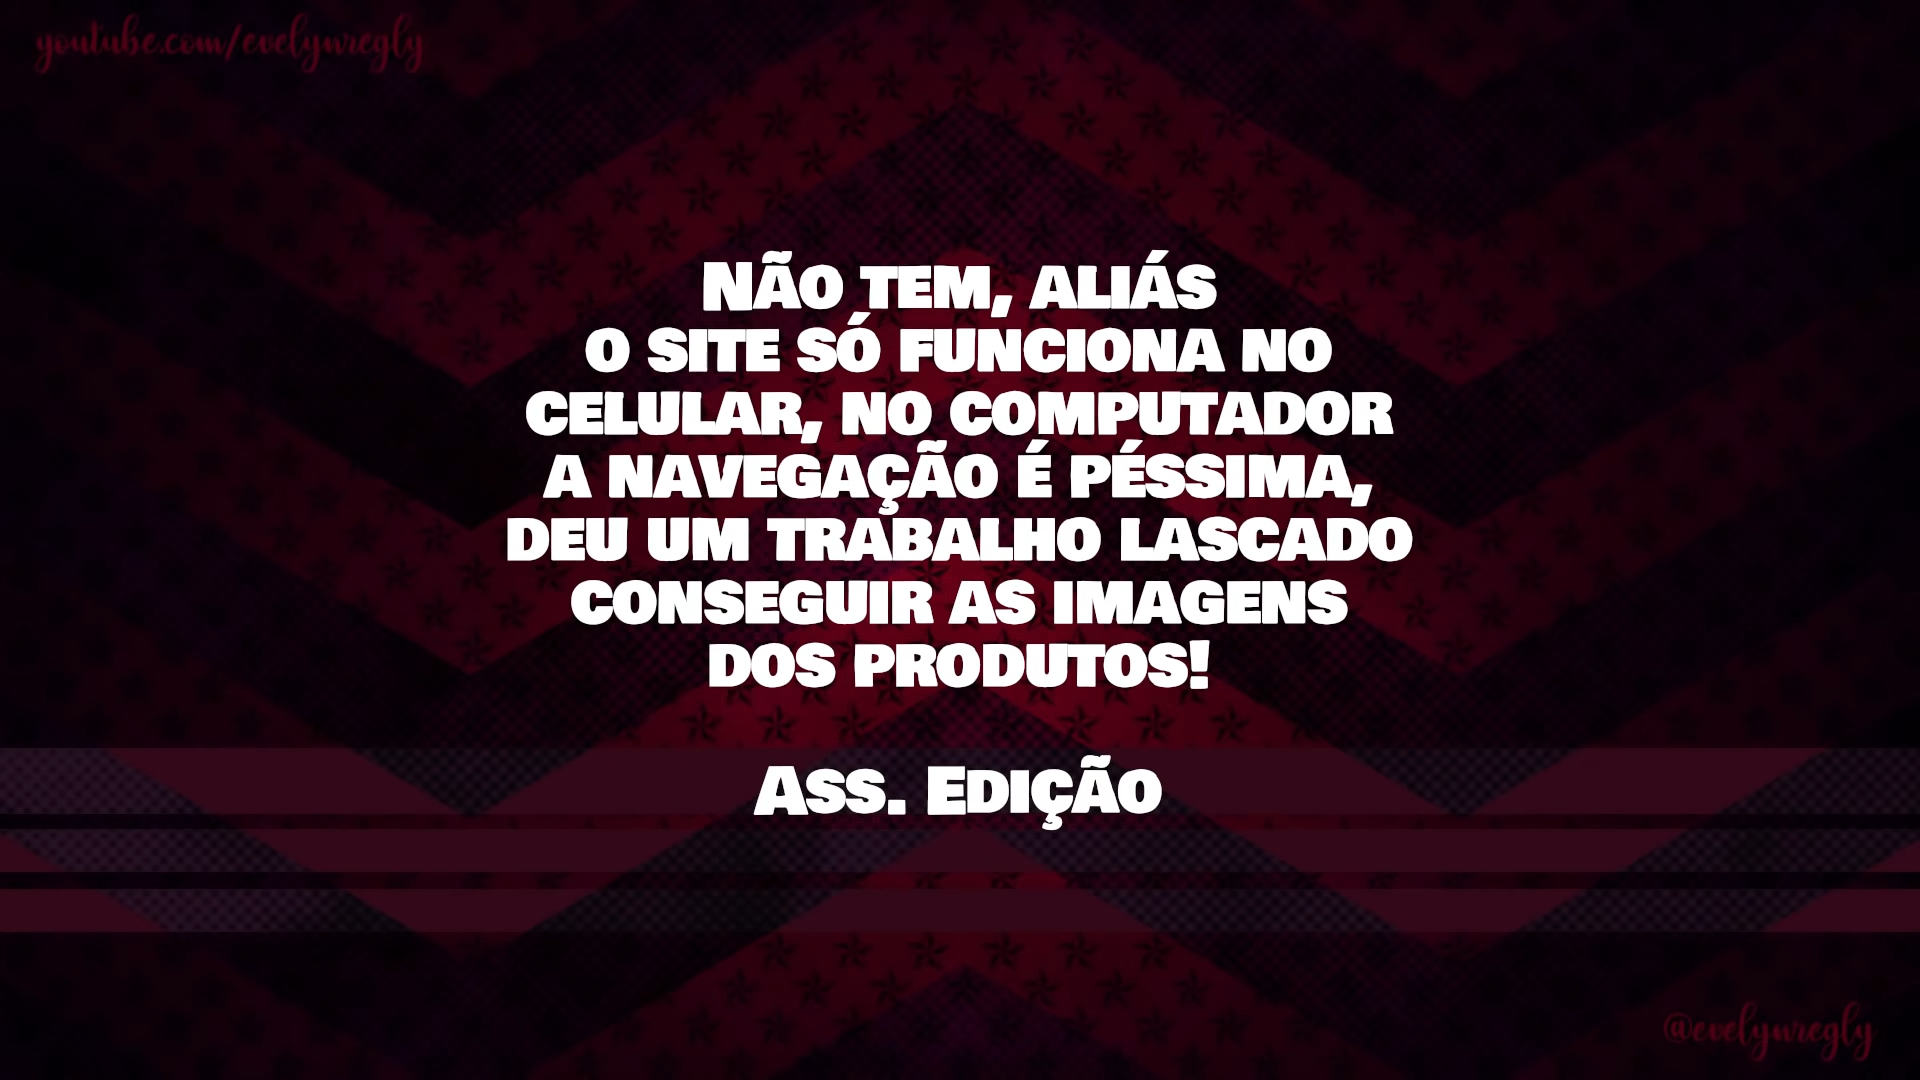 youtube.com/evelynregly
Não tem, aliás
o site só funciona no
celular, no computador
a navegação é péssima,
deu um trabalho lascado
conseguir as imagens
dos produtos!
Ass. Edição
@evelynregly